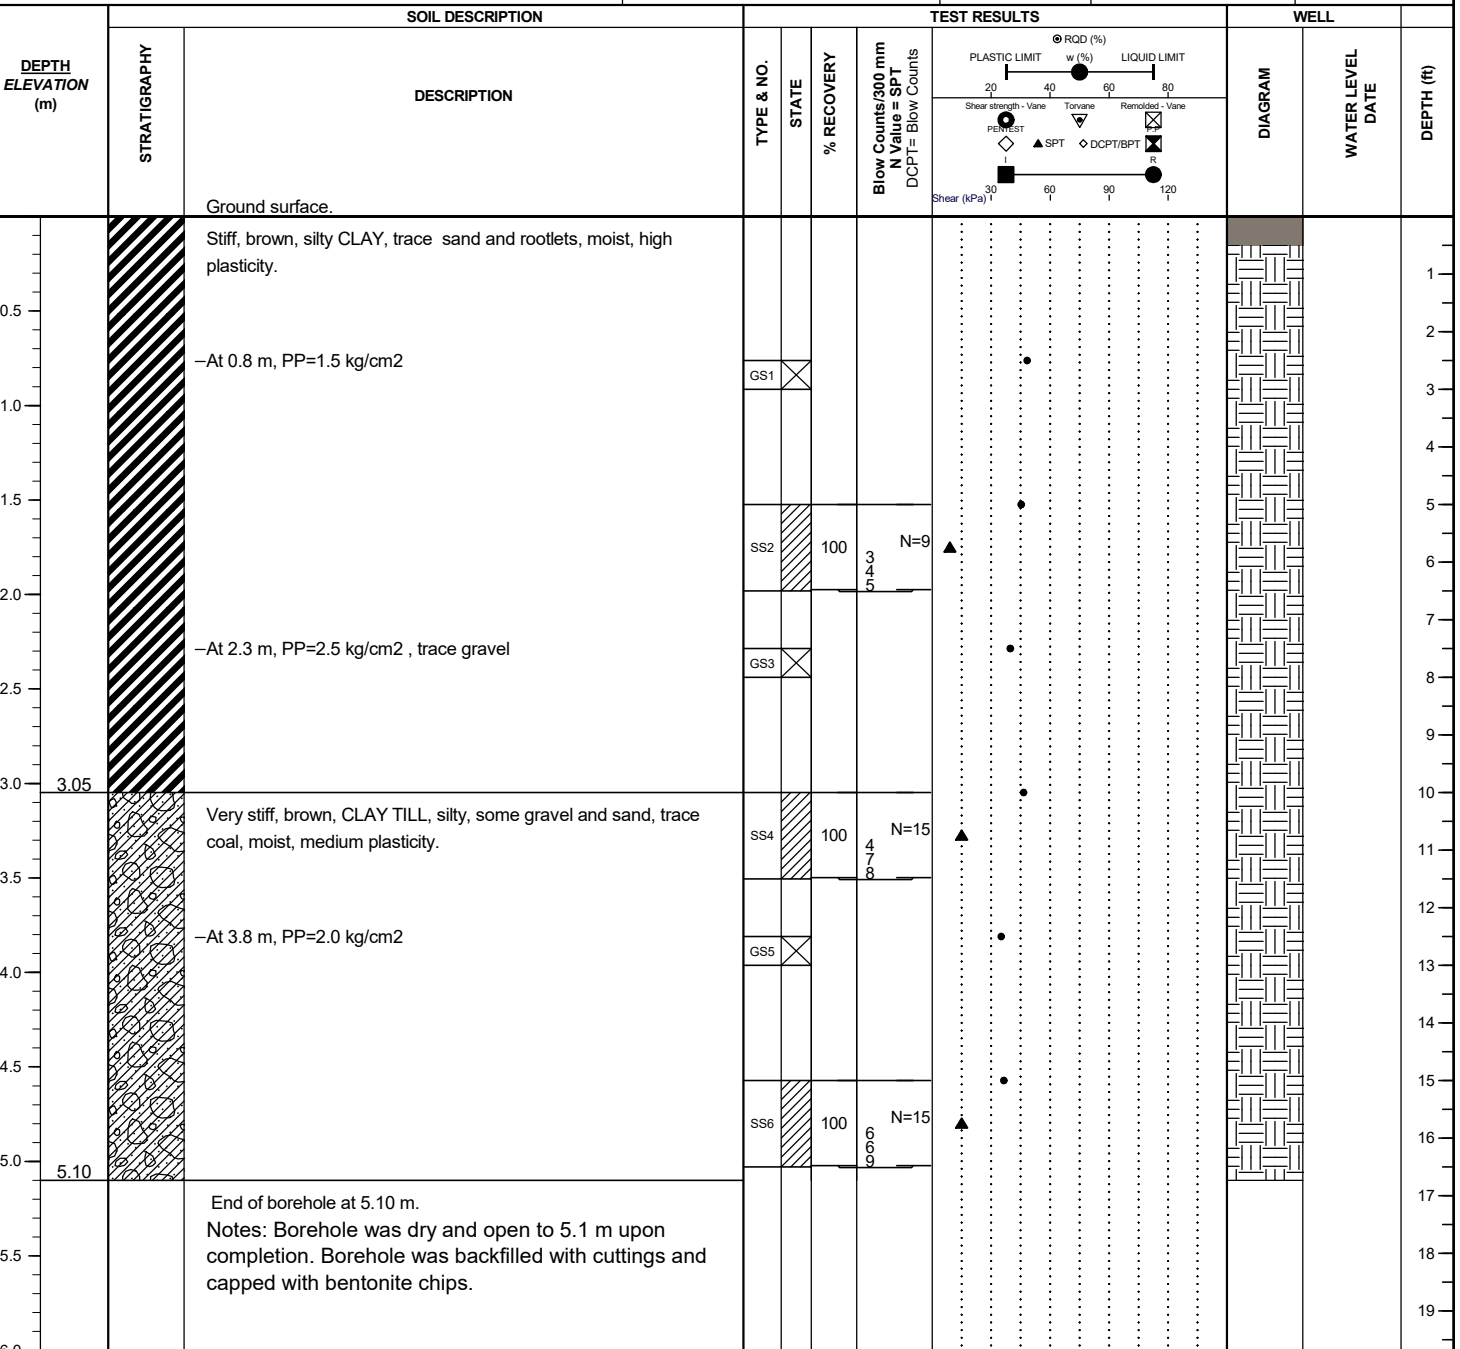 SOIL DESCRIPTION
TEST RESULTS
WELL
DEPTH
ELEVATION
(m)
STRATIGRAPHY
DESCRIPTION
TYPE & NO.
STATE
% RECOVERY
Blow Counts/300 mm
N Value = SPT
DCPT= Blow Counts
RQD (%)
PLASTIC LIMIT w (%) LIQUID LIMIT
20 40 60 80
Shear strength - Vane Torvane Remolded - Vane
PENTEST P.P
SPT DCPT/BPT
I R
Shear (kPa) 30 60 90 120
DIAGRAM
WATER LEVEL
DATE
DEPTH (ft)
Ground surface.
Stiff, brown, silty CLAY, trace sand and rootlets, moist, high
plasticity.
1
0.5
2
At 0.8 m, PP=1.5 kg/cm2
GS1
3
1.0
4
1.5
5
SS2 100 N=9
3
4
5
6
2.0
7
At 2.3 m, PP=2.5 kg/cm2 , trace gravel
GS3
8
2.5
9
3.0 3.05
10
Very stiff, brown, CLAY TILL, silty, some gravel and sand, trace
coal, moist, medium plasticity.
SS4 100 N=15
4
7
8
11
3.5
12
At 3.8 m, PP=2.0 kg/cm2
GS5
13
4.0
14
4.5
15
SS6 100 N=15
6
6
9
16
5.0 5.10
17
End of borehole at 5.10 m.
Notes: Borehole was dry and open to 5.1 m upon
completion. Borehole was backfilled with cuttings and
capped with bentonite chips.
5.5
18
19